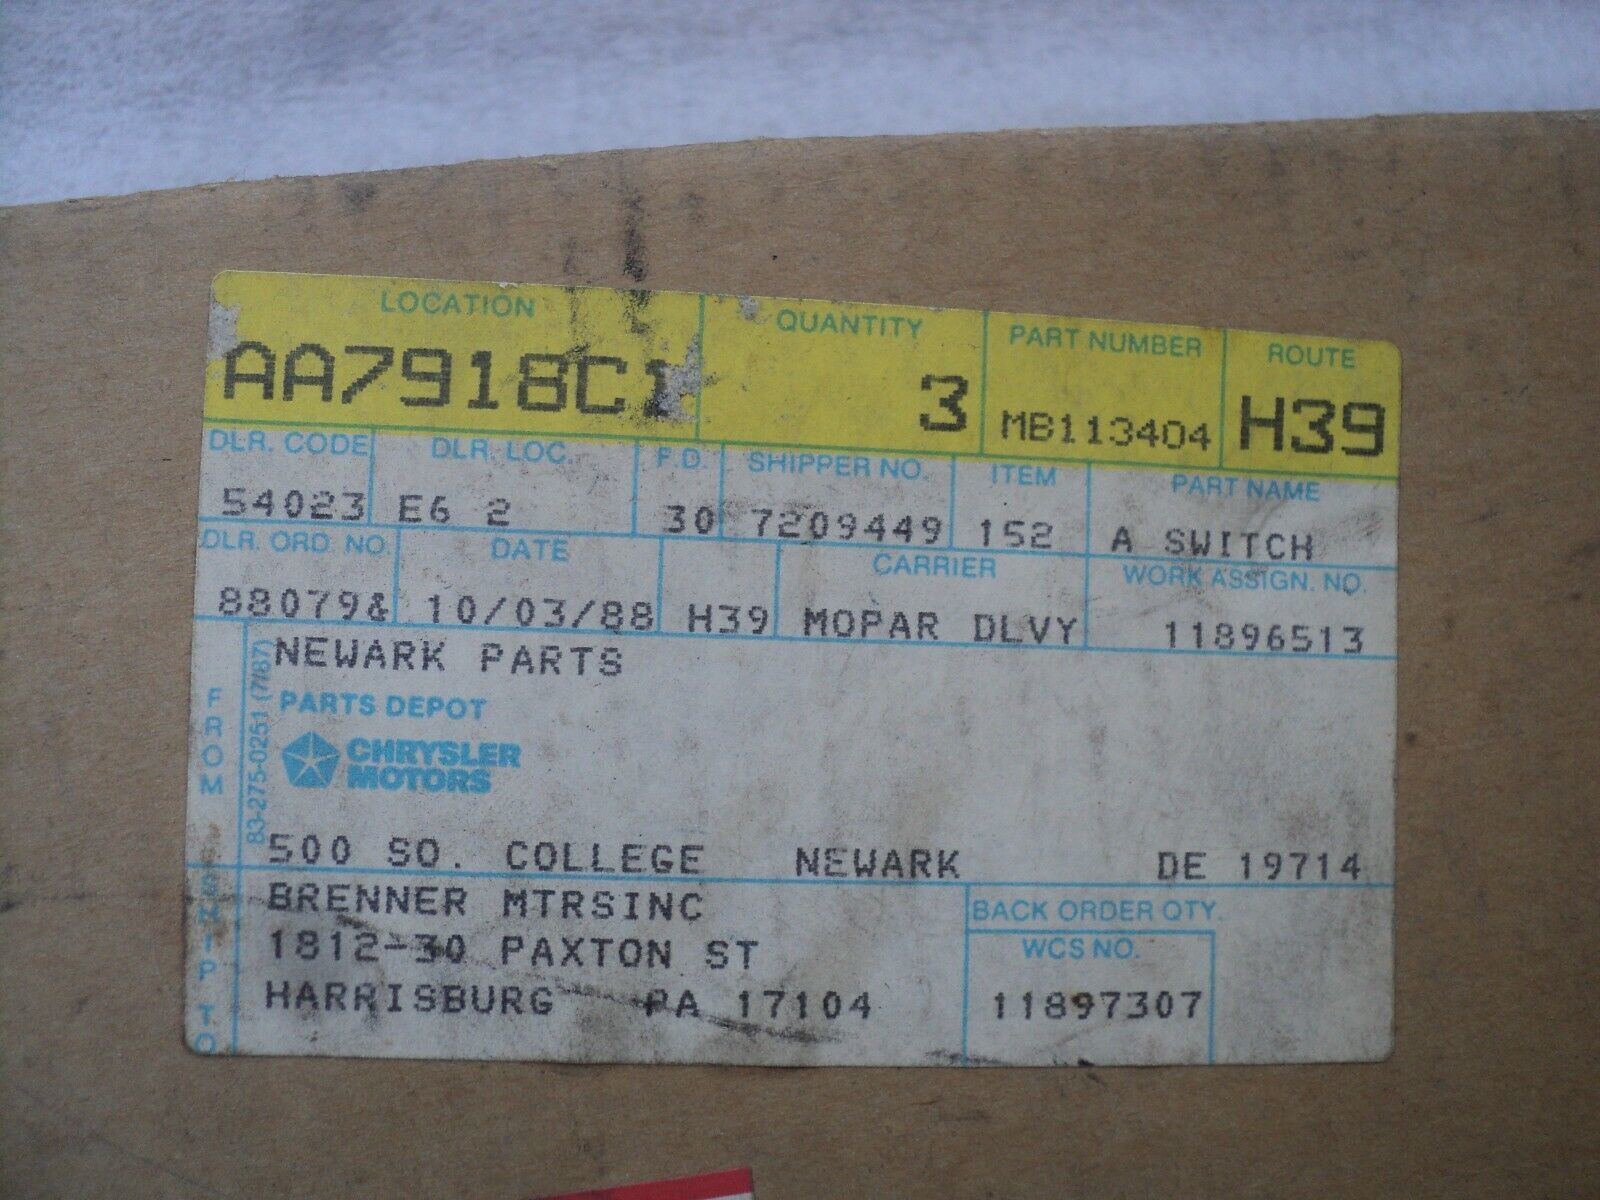 LOCATION QUANTITY PART NUMBER ROUTE
AA7918C1 3 MB113404 H39
DLR. CODE DLR. LOC. F.D. SHIPPER NO. ITEM PART NAME
54023 E6 2 30 7209449 152 A SWITCH
DLR. ORD. NO. DATE CARRIER WORK ASSIGN. NO.
88079& 10/03/88 H39 MOPAR DLVY 11896513
FROM
83-275-0251 (7/87)
NEWARK PARTS
PARTS DEPOT
CHRYSLER
MOTORS
500 SO. COLLEGE NEWARK DE 19714
SHIP TO
BRENNER MTRSINC
1812-30 PAXTON ST
HARRISBURG PA 17104
BACK ORDER QTY.
WCS NO.
11897307